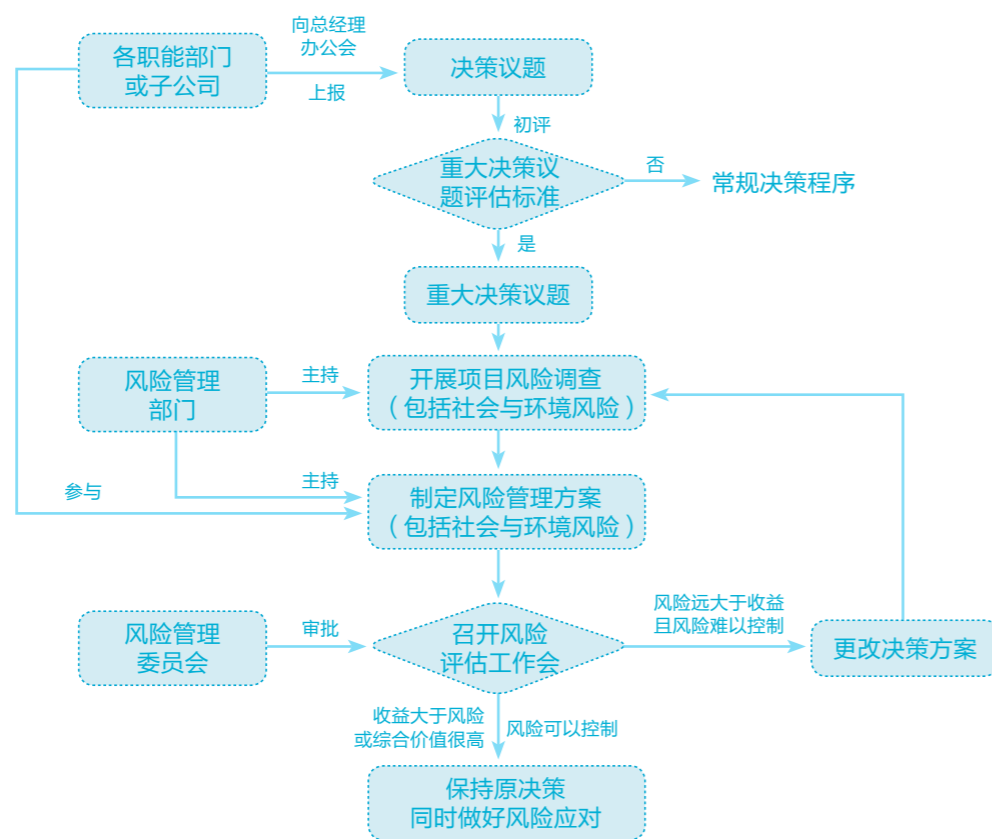 各职能部门
或子公司
向总经理
办公会
上报
决策议题
初评
重大决策议
题评估标准
否
常规决策程序
是
重大决策议题
风险管理
部门
主持
开展项目风险调查
（包括社会与环境风险）
主持
参与
制定风险管理方案
（包括社会与环境风险）
风险管理
委员会
审批
召开风险
评估工作会
风险远大于收益
且风险难以控制
更改决策方案
收益大于风险
或综合价值很高
风险可以控制
保持原决策
同时做好风险应对